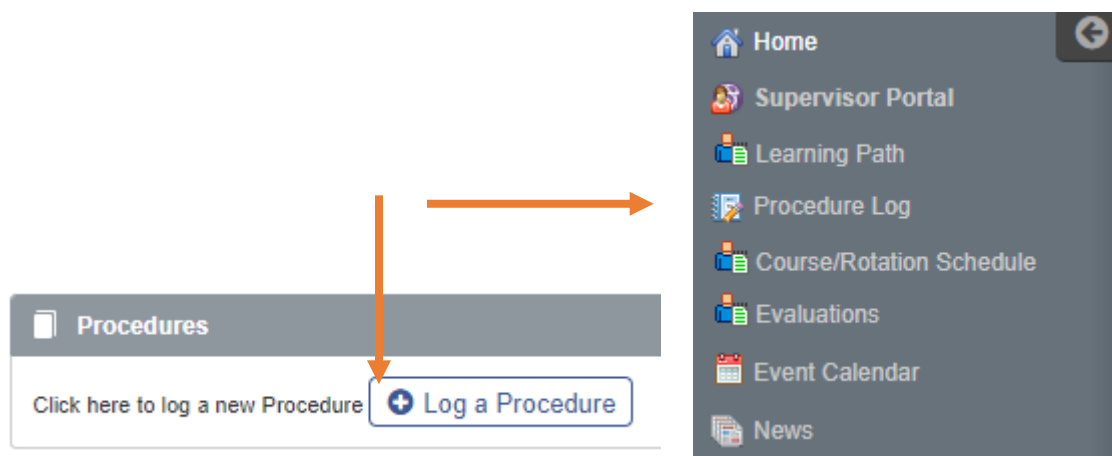 Procedures
Click here to log a new Procedure Log a Procedure
Home
Supervisor Portal
Learning Path
Procedure Log
Course/Rotation Schedule
Evaluations
Event Calendar
News